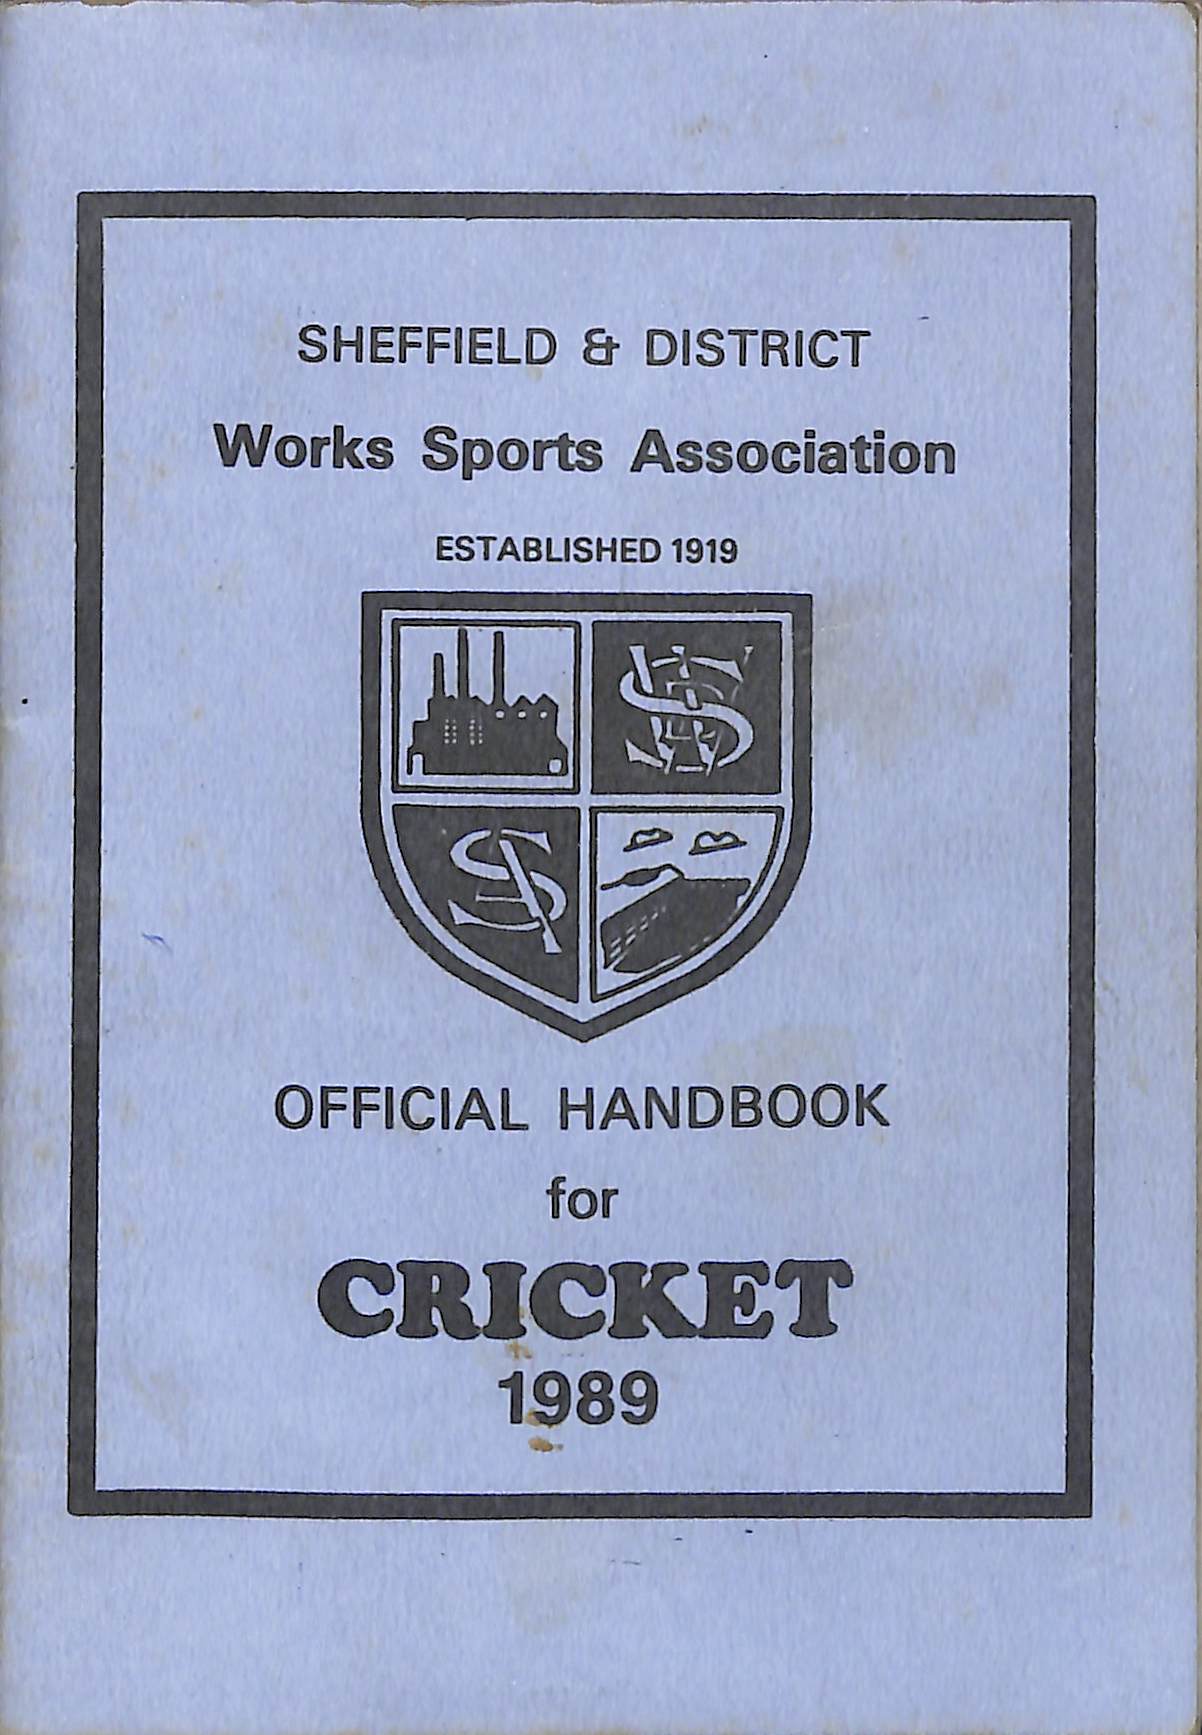 SHEFFIELD & DISTRICT
Works Sports Association
ESTABLISHED 1919
OFFICIAL HANDBOOK
for
CRICKET
1989